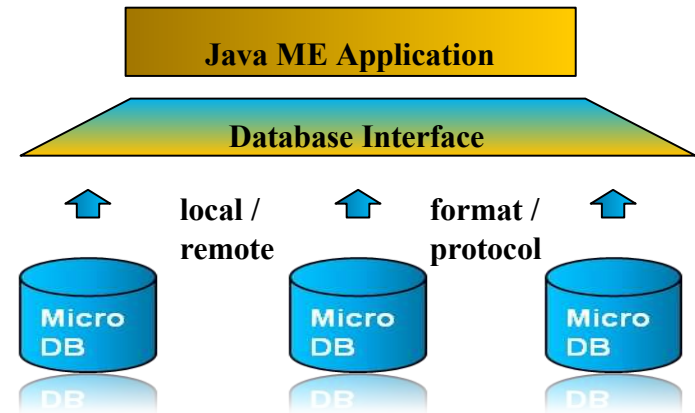 Java ME Application
Database Interface
local /
remote
format /
protocol
Micro
DB
Micro
DB
Micro
DB